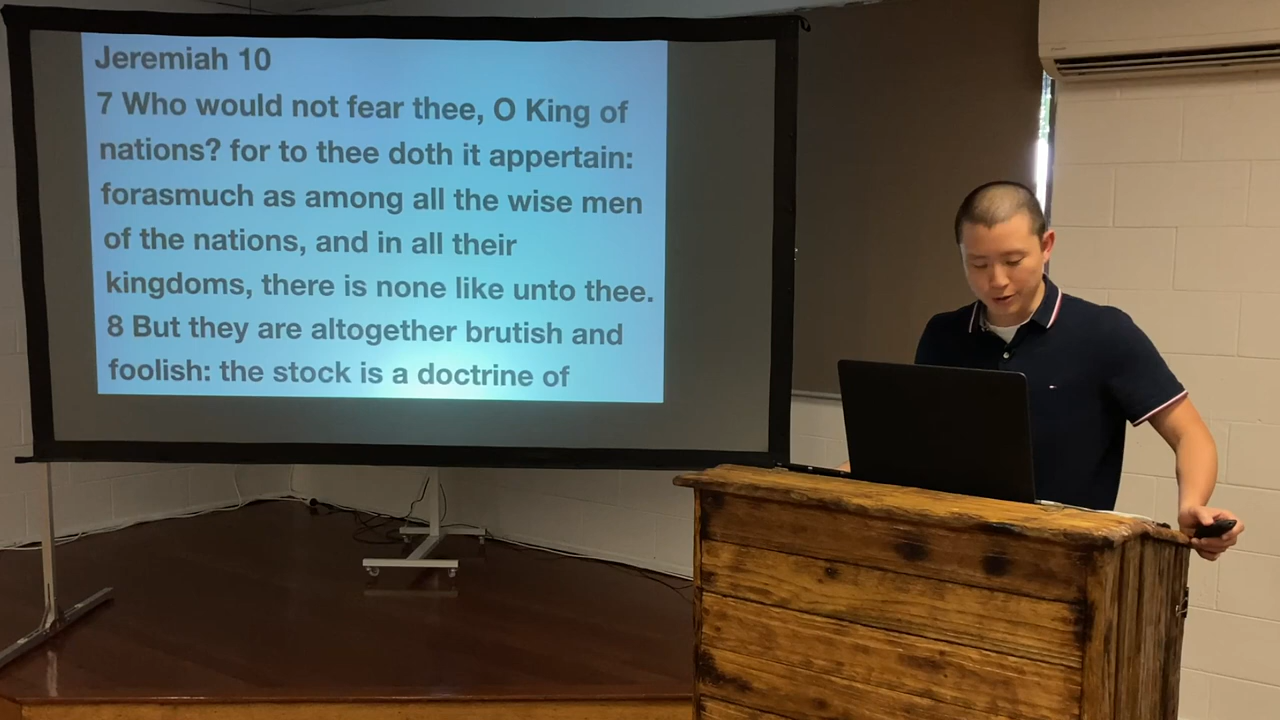 Jeremiah 10
7 Who would not fear thee, O King of
nations? for to thee doth it appertain:
forasmuch as among all the wise men
of the nations, and in all their
kingdoms, there is none like unto thee.
8 But they are altogether brutish and
foolish: the stock is a doctrine of